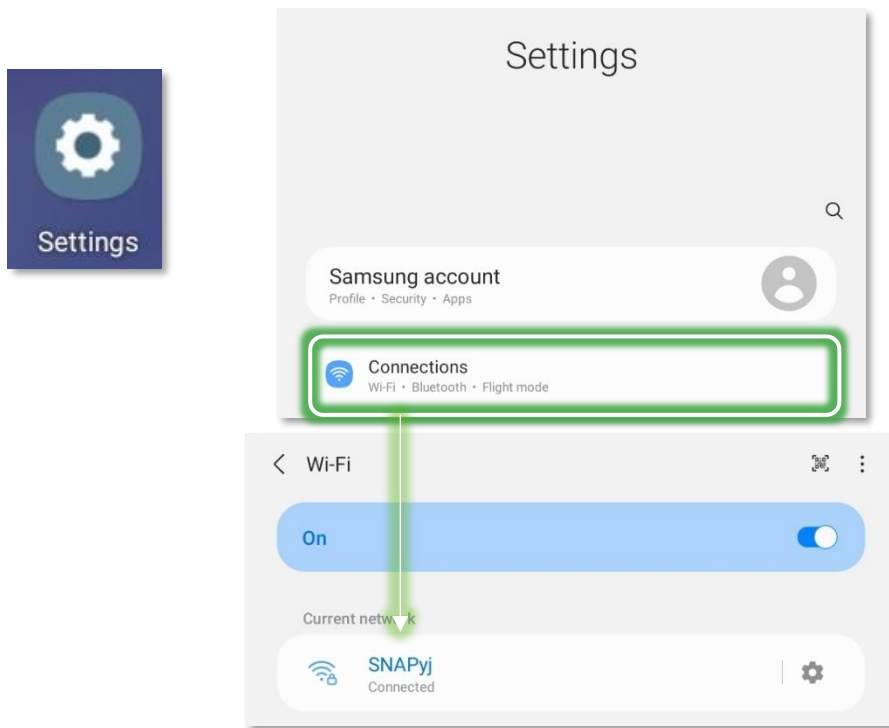 Settings
Settings
Samsung account
Profile • Security • Apps
Connections
Wi-Fi • Bluetooth • Flight mode
Wi-Fi
On
Current network
SNAPyj
Connected